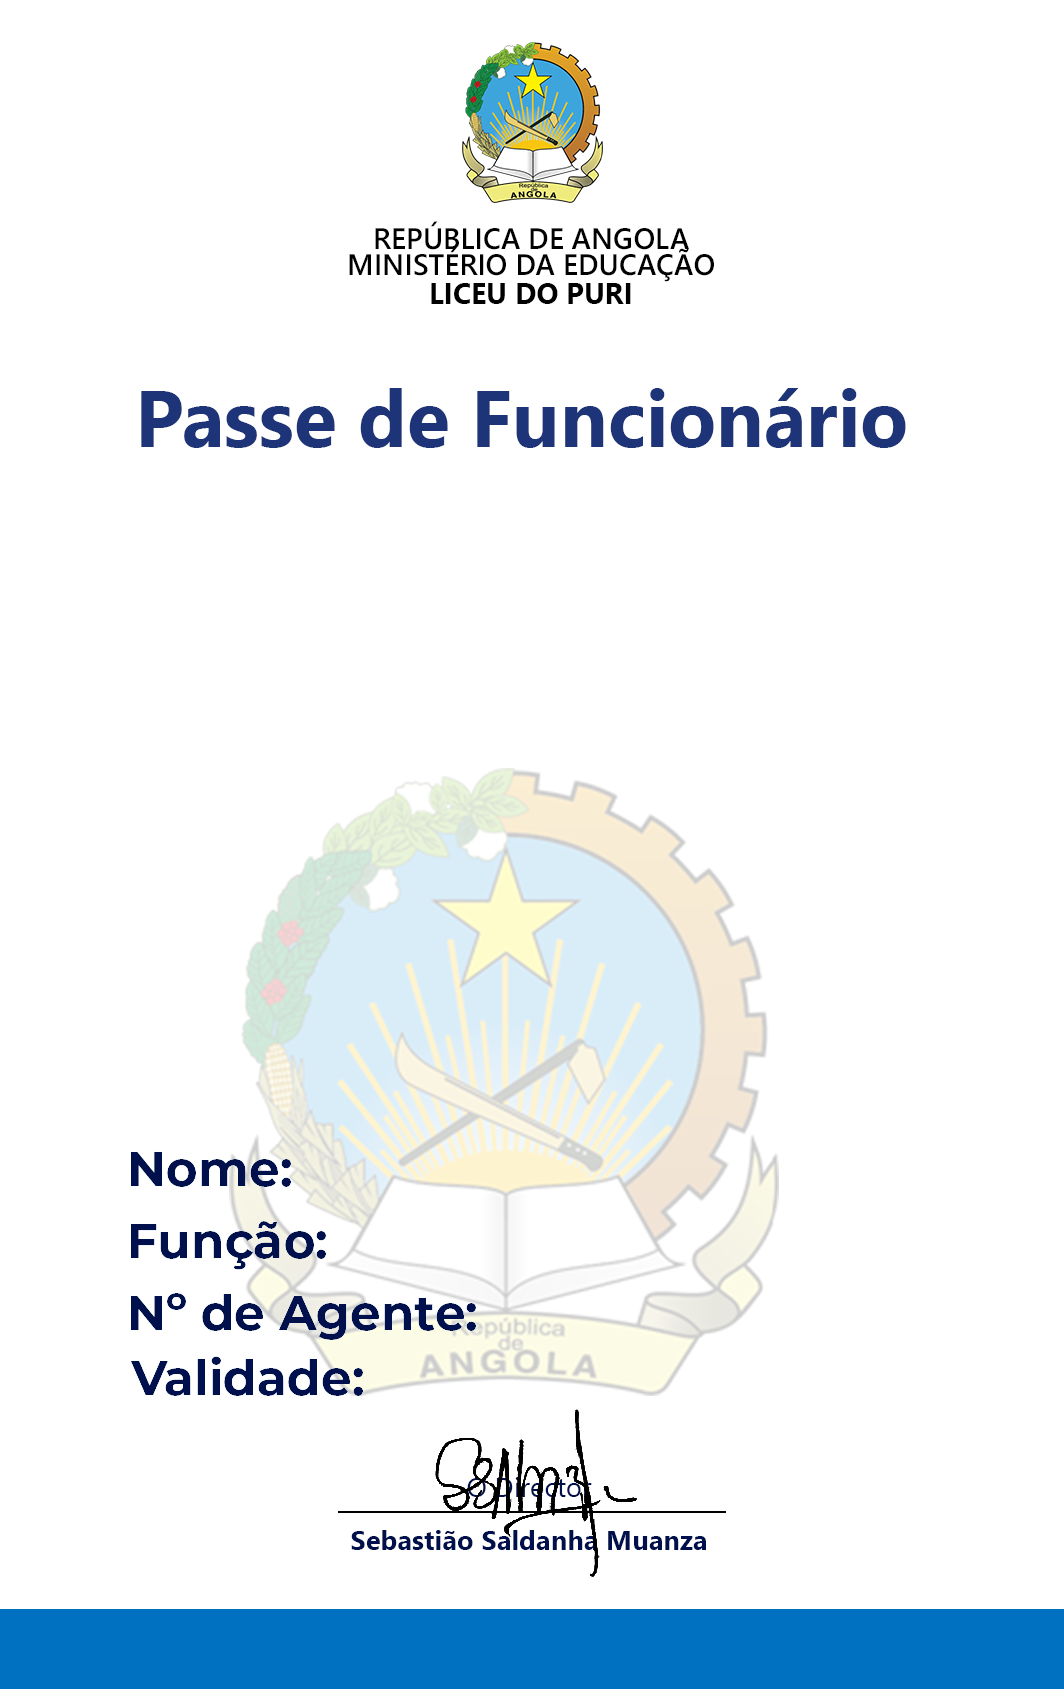 República
de
ANGOLA
REPÚBLICA DE ANGOLA
MINISTÉRIO DA EDUCAÇÃO
LICEU DO PURI
Passe de Funcionário
Nome:
Função:
Nº de Agente:
República
de
ANGOLA
Validade:
O Director
Sebastião Saldanha Muanza